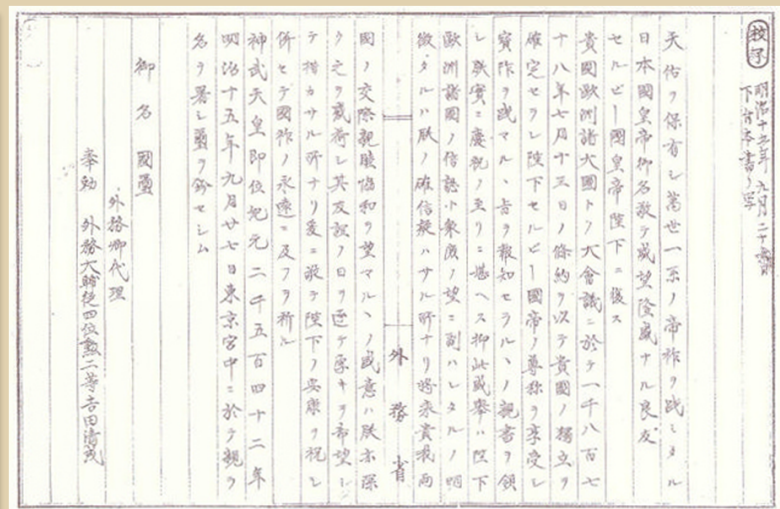 校了
明治十五年九月二十
下付本書ノ写
天佑ヲ保有シ萬世一系ノ帝祚ヲ践ミタル
日本國皇帝御名敬テ威望隆盛ナル良友
セルビー國皇帝陛下ニ復ス
貴國歐洲諸大國トノ大會議ニ於テ一千八百七
十八年七月十三日ノ條約ヲ以テ貴國ノ獨立ヲ
確定セラレ陛下セルビー國帝ノ尊称ヲ享受シ
寳祚ヲ践マル丶旨ヲ報知セラル丶ノ親書ヲ領
シ朕實ニ慶祝ノ至リニ堪ヘス抑此盛挙ハ陛下
歐洲諸國ノ信認ト衆庶ノ望ニ副ハレタルノ明
徴タルハ朕ノ確信疑ハサル所ナリ将来貴我兩
外務省
國ノ交際親睦協和ヲ望マル丶ノ盛意ハ朕亦深
ク之ヲ感荷シ其友誼ノ日ヲ逐テ厚キヲ希望シ
テ措カサル所ナリ爰ニ敬テ陛下ノ安康ヲ祝シ
併セテ國祚ノ永遠ニ及フヲ祈ル
神武天皇即位紀元二千五百四十二年
明治十五年九月廿七日東京宮中ニ於テ親ラ
名ヲ署シ璽ヲ鈐セシム
御名國璽
外務卿代理
奉勅 外務大輔従四位勲二等吉田清成